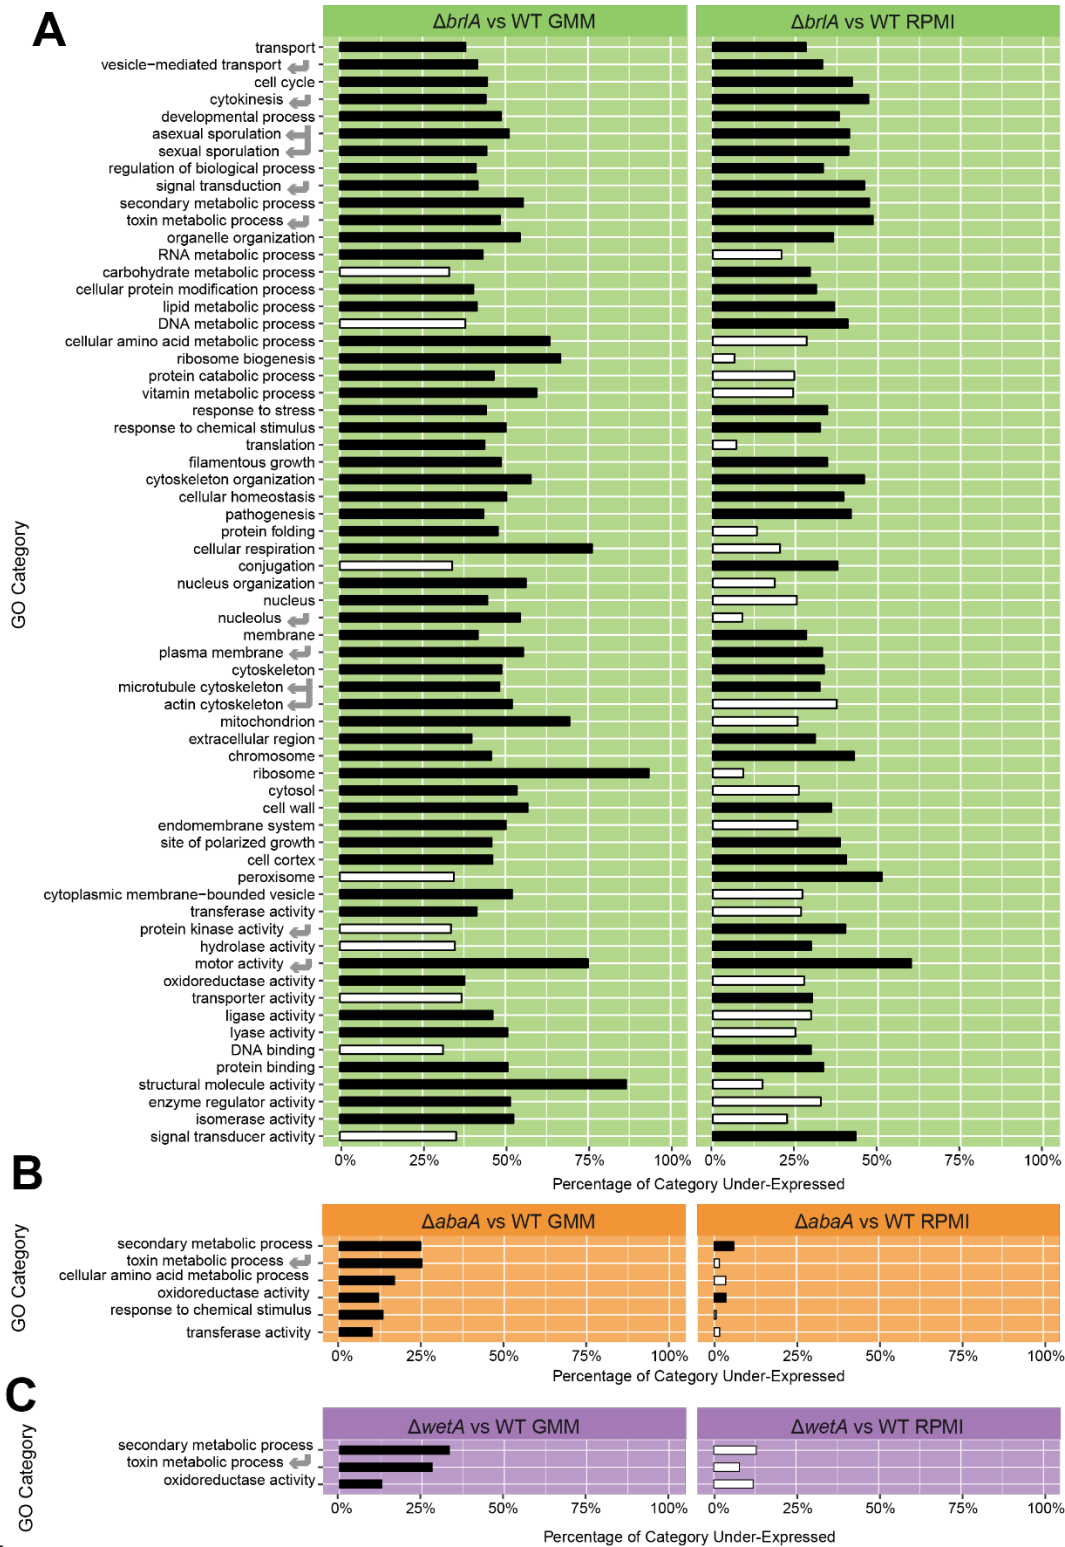 A
ΔbrlA vs WT GMM
ΔbrlA vs WT RPMI
GO Category
transport
vesicle−mediated transport
cell cycle
cytokinesis
developmental process
asexual sporulation
sexual sporulation
regulation of biological process
signal transduction
secondary metabolic process
toxin metabolic process
organelle organization
RNA metabolic process
carbohydrate metabolic process
cellular protein modification process
lipid metabolic process
DNA metabolic process
cellular amino acid metabolic process
ribosome biogenesis
protein catabolic process
vitamin metabolic process
response to stress
response to chemical stimulus
translation
filamentous growth
cytoskeleton organization
cellular homeostasis
pathogenesis
protein folding
cellular respiration
conjugation
nucleus organization
nucleus
nucleolus
membrane
plasma membrane
cytoskeleton
microtubule cytoskeleton
actin cytoskeleton
mitochondrion
extracellular region
chromosome
ribosome
cytosol
cell wall
endomembrane system
site of polarized growth
cell cortex
peroxisome
cytoplasmic membrane−bounded vesicle
transferase activity
protein kinase activity
hydrolase activity
motor activity
oxidoreductase activity
transporter activity
ligase activity
lyase activity
DNA binding
protein binding
structural molecule activity
enzyme regulator activity
isomerase activity
signal transducer activity
0% 25% 50% 75% 100% 0% 25% 50% 75% 100%
Percentage of Category Under-Expressed
B
ΔabaA vs WT GMM
ΔabaA vs WT RPMI
GO Category
secondary metabolic process
toxin metabolic process
cellular amino acid metabolic process
oxidoreductase activity
response to chemical stimulus
transferase activity
0% 25% 50% 75% 100% 0% 25% 50% 75% 100%
Percentage of Category Under-Expressed
C
ΔwetA vs WT GMM
ΔwetA vs WT RPMI
GO Category
secondary metabolic process
toxin metabolic process
oxidoreductase activity
0% 25% 50% 75% 100% 0% 25% 50% 75% 100%
Percentage of Category Under-Expressed